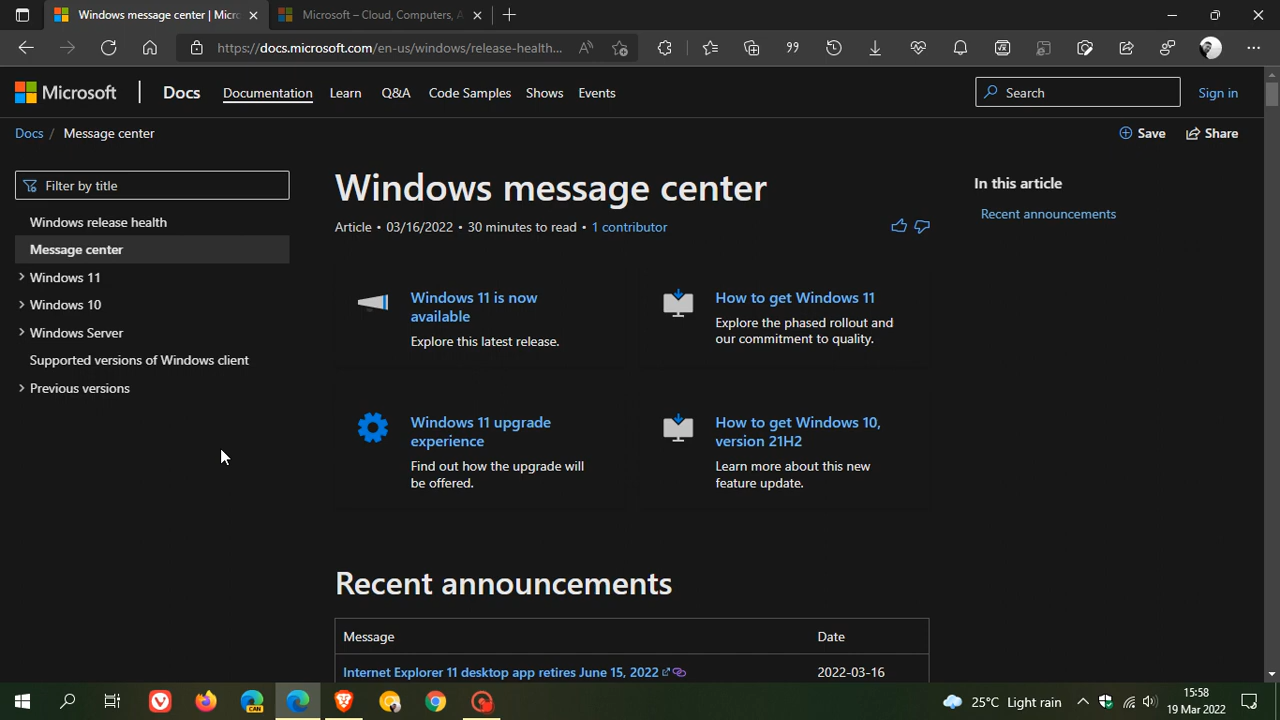 Windows message center | Micr
Microsoft – Cloud, Computers, A
https://docs.microsoft.com/en-us/windows/release-health...
Microsoft
Docs
Documentation
Learn
Q&A
Code Samples
Shows
Events
Search
Sign in
Docs / Message center
Save
Share
Filter by title
Windows release health
Message center
Windows 11
Windows 10
Windows Server
Supported versions of Windows client
Previous versions
Windows message center
Article • 03/16/2022 • 30 minutes to read • 1 contributor
Windows 11 is now
available
Explore this latest release.
How to get Windows 11
Explore the phased rollout and
our commitment to quality.
Windows 11 upgrade
experience
Find out how the upgrade will
be offered.
How to get Windows 10,
version 21H2
Learn more about this new
feature update.
In this article
Recent announcements
Recent announcements
Message
Date
Internet Explorer 11 desktop app retires June 15, 2022
2022-03-16
CAN
25°C Light rain
15:58
19 Mar 2022